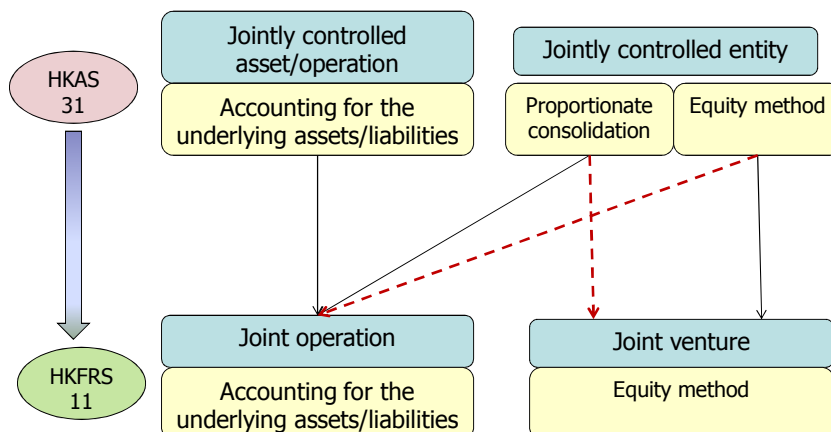 HKAS
31
Jointly controlled
asset/operation
Accounting for the
underlying assets/liabilities
Jointly controlled entity
Proportionate
consolidation
Equity method
HKFRS
11
Joint operation
Accounting for the
underlying assets/liabilities
Joint venture
Equity method